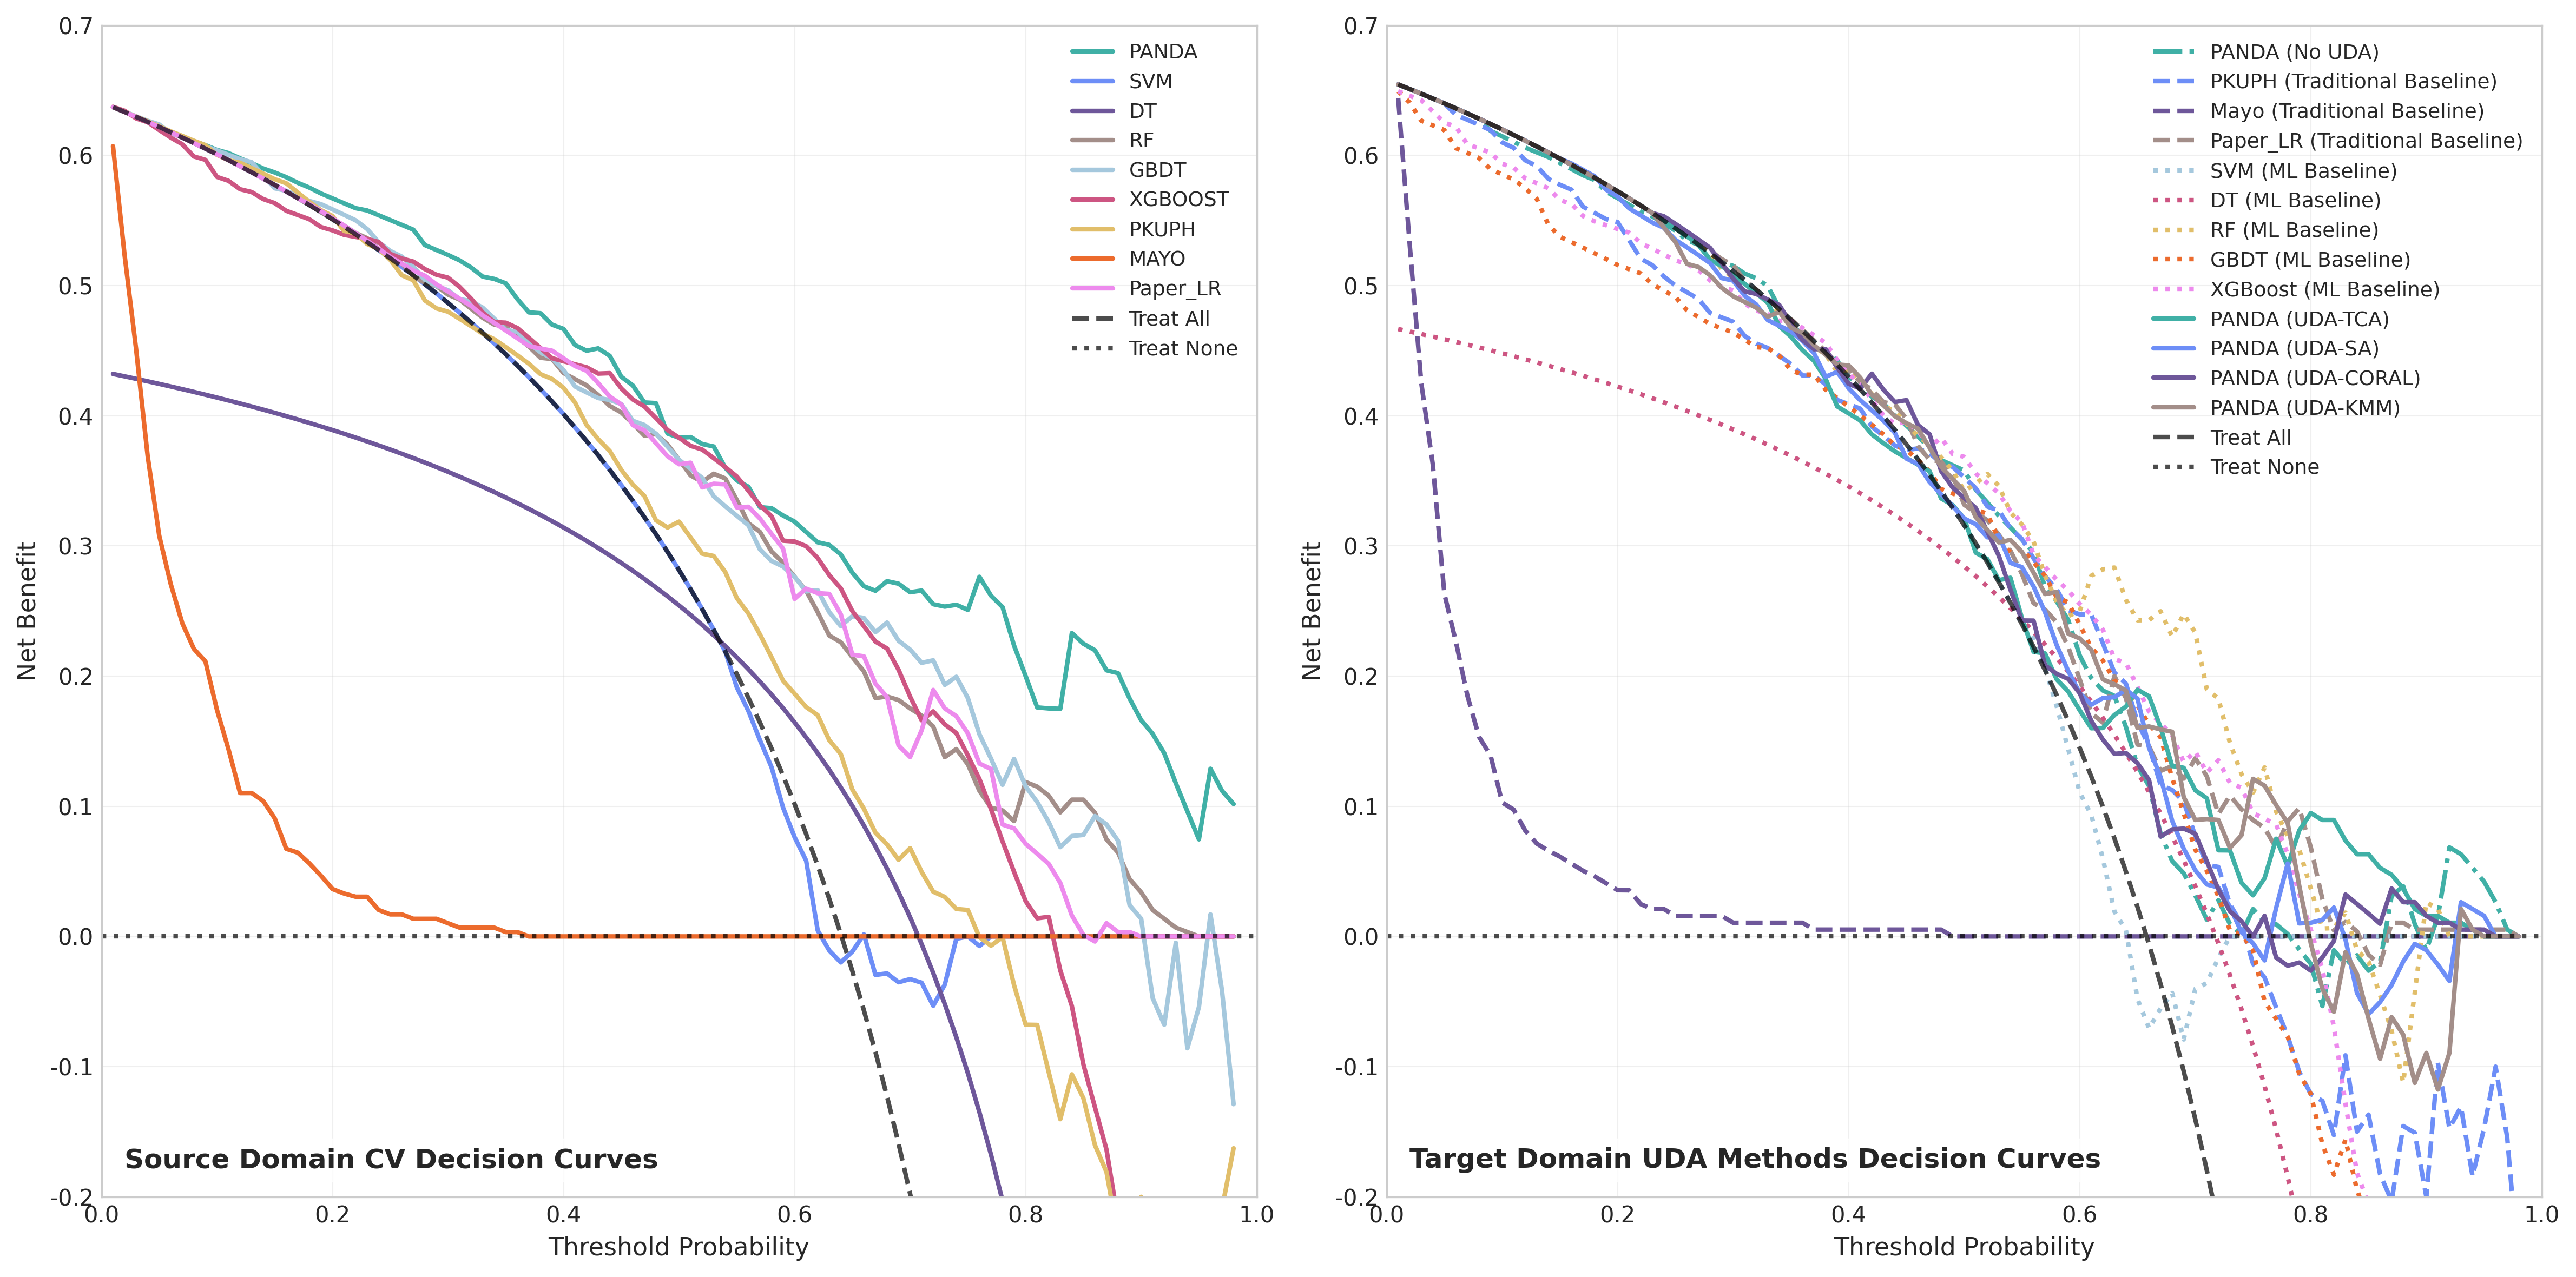 0.7
0.6
0.5
0.4
0.3
0.2
0.1
0.0
-0.1
-0.2
Net Benefit
PANDA
SVM
DT
RF
GBDT
XGBOOST
PKUPH
MAYO
Paper_LR
Treat All
Treat None
Source Domain CV Decision Curves
0.0 0.2 0.4 0.6 0.8 1.0
Threshold Probability
0.7
0.6
0.5
0.4
0.3
0.2
0.1
0.0
-0.1
-0.2
Net Benefit
PANDA (No UDA)
PKUPH (Traditional Baseline)
Mayo (Traditional Baseline)
Paper_LR (Traditional Baseline)
SVM (ML Baseline)
DT (ML Baseline)
RF (ML Baseline)
GBDT (ML Baseline)
XGBoost (ML Baseline)
PANDA (UDA-TCA)
PANDA (UDA-SA)
PANDA (UDA-CORAL)
PANDA (UDA-KMM)
Treat All
Treat None
Target Domain UDA Methods Decision Curves
0.0 0.2 0.4 0.6 0.8 1.0
Threshold Probability